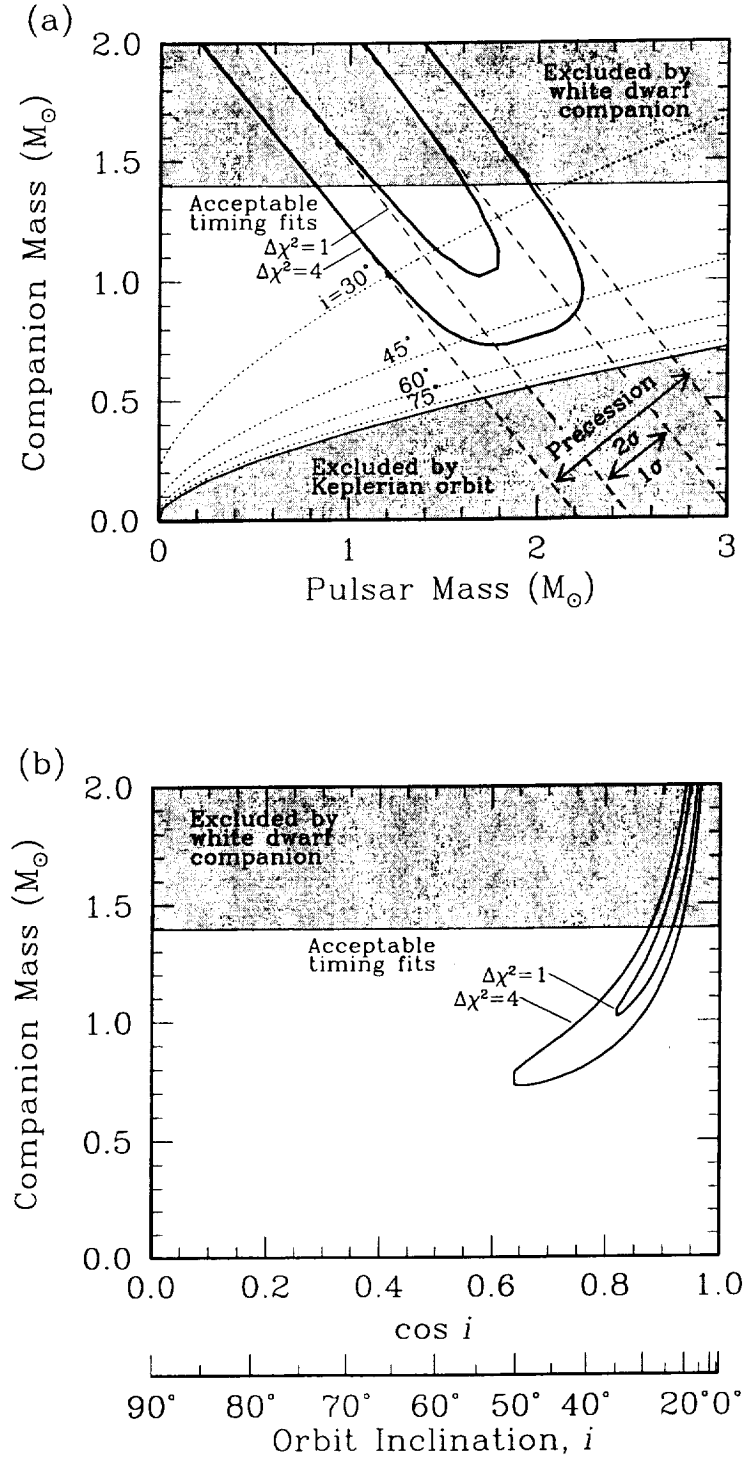 (a)
2.0
1.5
1.0
0.5
0.0
Companion Mass (M⊙)
Excluded by
white dwarf
companion
Acceptable
timing fits
Δχ²=1
Δχ²=4
i=30°
45°
60°
75°
Precession
2σ
1σ
Excluded by
Keplerian orbit
0
1
2
3
Pulsar Mass (M⊙)
(b)
2.0
1.5
1.0
0.5
0.0
Companion Mass (M⊙)
Excluded by
white dwarf
companion
Acceptable
timing fits
Δχ²=1
Δχ²=4
0.0 0.2 0.4 0.6 0.8 1.0
cos i
90° 80° 70° 60° 50° 40° 20° 0°
Orbit Inclination, i